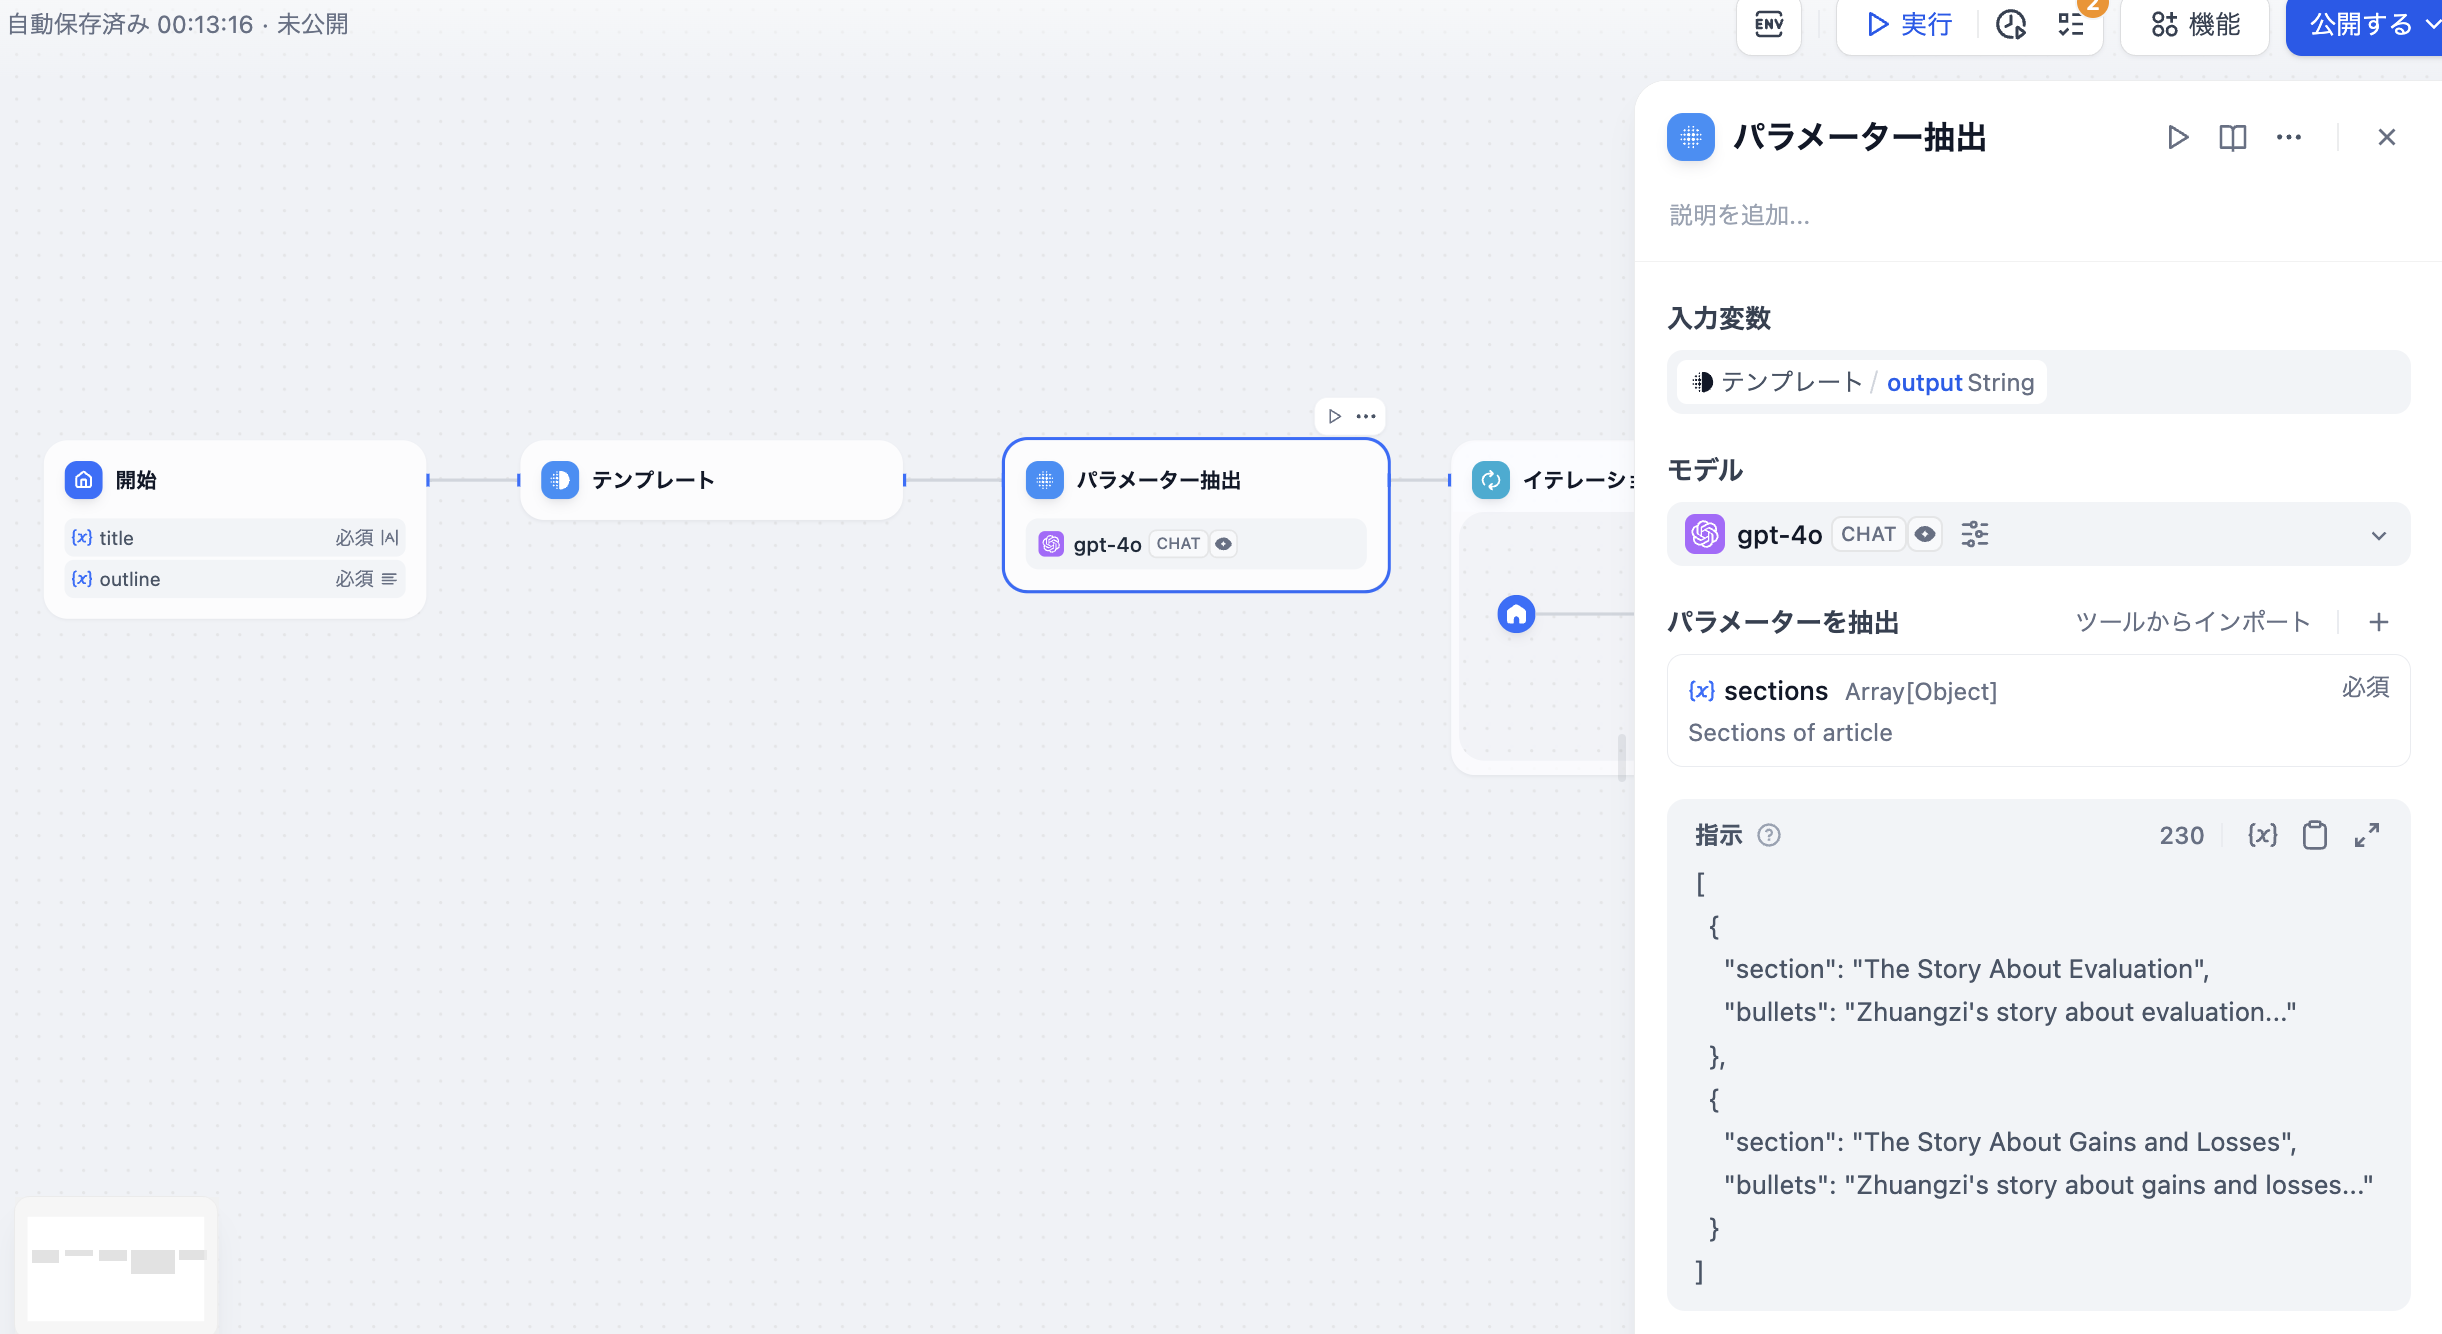 自動保存済み 00:13:16 · 未公開
ENV
実行
2
機能
公開する
開始
{x} title 必須
{x} outline 必須
テンプレート
パラメーター抽出
gpt-4o CHAT
イテレーショ
パラメーター抽出
説明を追加...
入力変数
テンプレート / output String
モデル
gpt-4o CHAT
パラメーターを抽出 ツールからインポート
{x} sections Array[Object] 必須
Sections of article
指示 230 {x}
[
{
"section": "The Story About Evaluation",
"bullets": "Zhuangzi's story about evaluation..."
},
{
"section": "The Story About Gains and Losses",
"bullets": "Zhuangzi's story about gains and losses..."
}
]